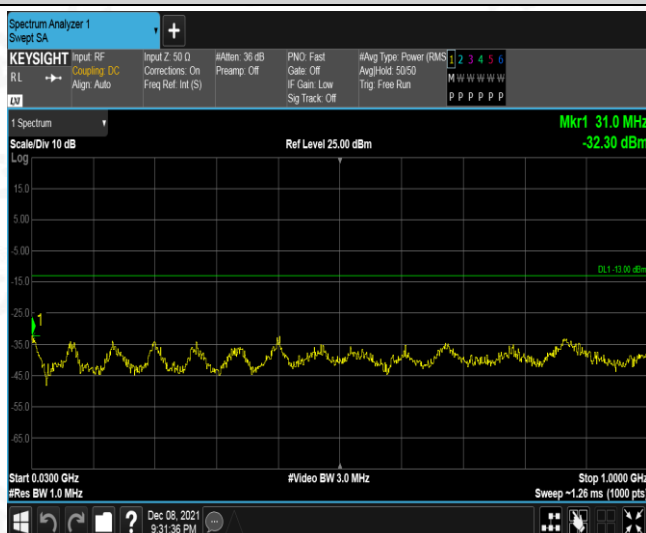 Spectrum Analyzer 1
Swept SA
+
KEYSIGHT
RL
LXI
Input: RF
Coupling: DC
Align: Auto
Input Z: 50 Ω
Corrections: On
Freq Ref: Int (S)
#Atten: 36 dB
Preamp: Off
PNO: Fast
Gate: Off
IF Gain: Low
Sig Track: Off
#Avg Type: Power (RMS
Avg|Hold: 50/50
Trig: Free Run
1 2 3 4 5 6
M W W W W W
P P P P P P
1 Spectrum
Scale/Div 10 dB
Ref Level 25.00 dBm
Mkr1 31.0 MHz
-32.30 dBm
Log
15.0
5.00
-5.00
DL1 -13.00 dBm
-15.0
-25.0
1
-35.0
-45.0
-55.0
-65.0
Start 0.0300 GHz
#Video BW 3.0 MHz
Stop 1.0000 GHz
#Res BW 1.0 MHz
Sweep ~1.26 ms (1000 pts)
?
Dec 08, 2021
9:31:36 PM